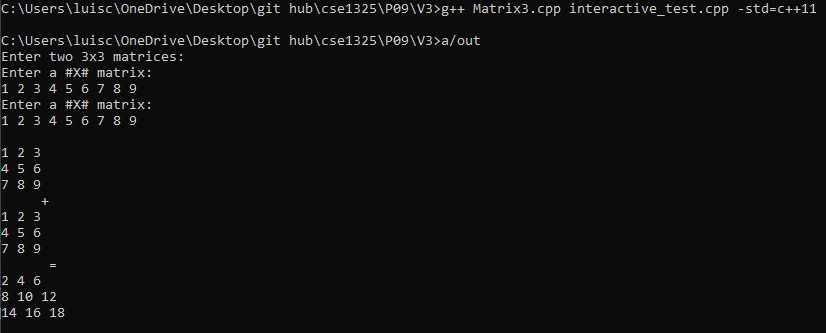 C:\Users\luisc\OneDrive\Desktop\git hub\cse1325\P09\V3>g++ Matrix3.cpp interactive_test.cpp -std=c++11
C:\Users\luisc\OneDrive\Desktop\git hub\cse1325\P09\V3>a/out
Enter two 3x3 matrices:
Enter a #X# matrix:
1 2 3 4 5 6 7 8 9
Enter a #X# matrix:
1 2 3 4 5 6 7 8 9
1 2 3
4 5 6
7 8 9
+
1 2 3
4 5 6
7 8 9
=
2 4 6
8 10 12
14 16 18